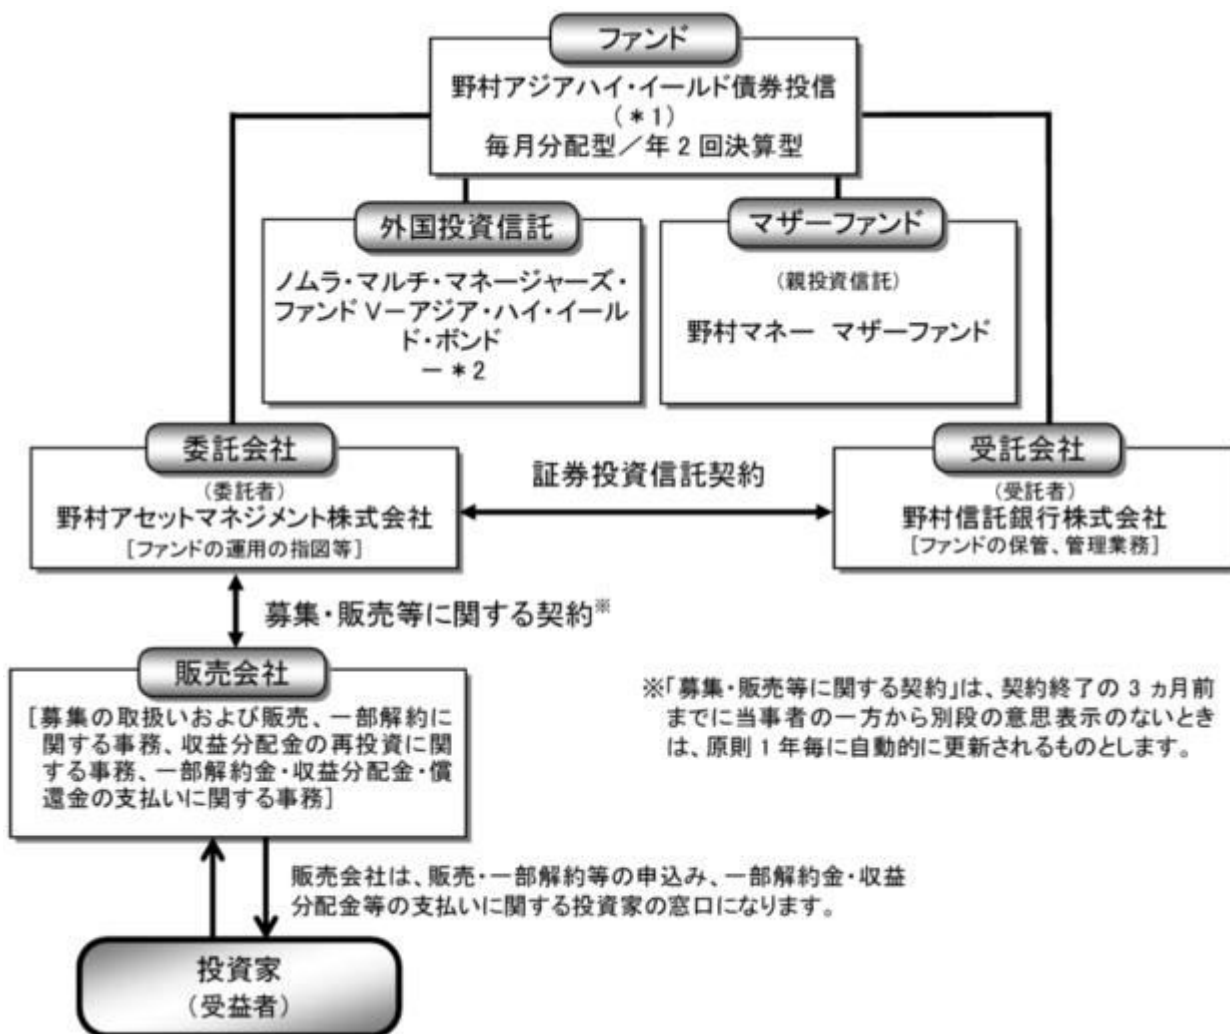 ファンド
野村アジアハイ・イールド債券投信
(＊1)
毎月分配型／年2回決算型
外国投資信託
ノムラ・マルチ・マネージャーズ・
ファンド Ⅴ－アジア・ハイ・イール
ド・ボンド
－＊2
マザーファンド
(親投資信託)
野村マネー マザーファンド
委託会社
(委託者)
野村アセットマネジメント株式会社
[ファンドの運用の指図等]
証券投資信託契約
受託会社
(受託者)
野村信託銀行株式会社
[ファンドの保管、管理業務]
募集・販売等に関する契約※
販売会社
[募集の取扱いおよび販売、一部解約に
関する事務、収益分配金の再投資に関
する事務、一部解約金・収益分配金・償
還金の支払いに関する事務]
※「募集・販売等に関する契約」は、契約終了の 3 ヵ月前
までに当事者の一方から別段の意思表示のないとき
は、原則 1 年毎に自動的に更新されるものとします。
販売会社は、販売・一部解約等の申込み、一部解約金・収益
分配金等の支払いに関する投資家の窓口になります。
投資家
(受益者)